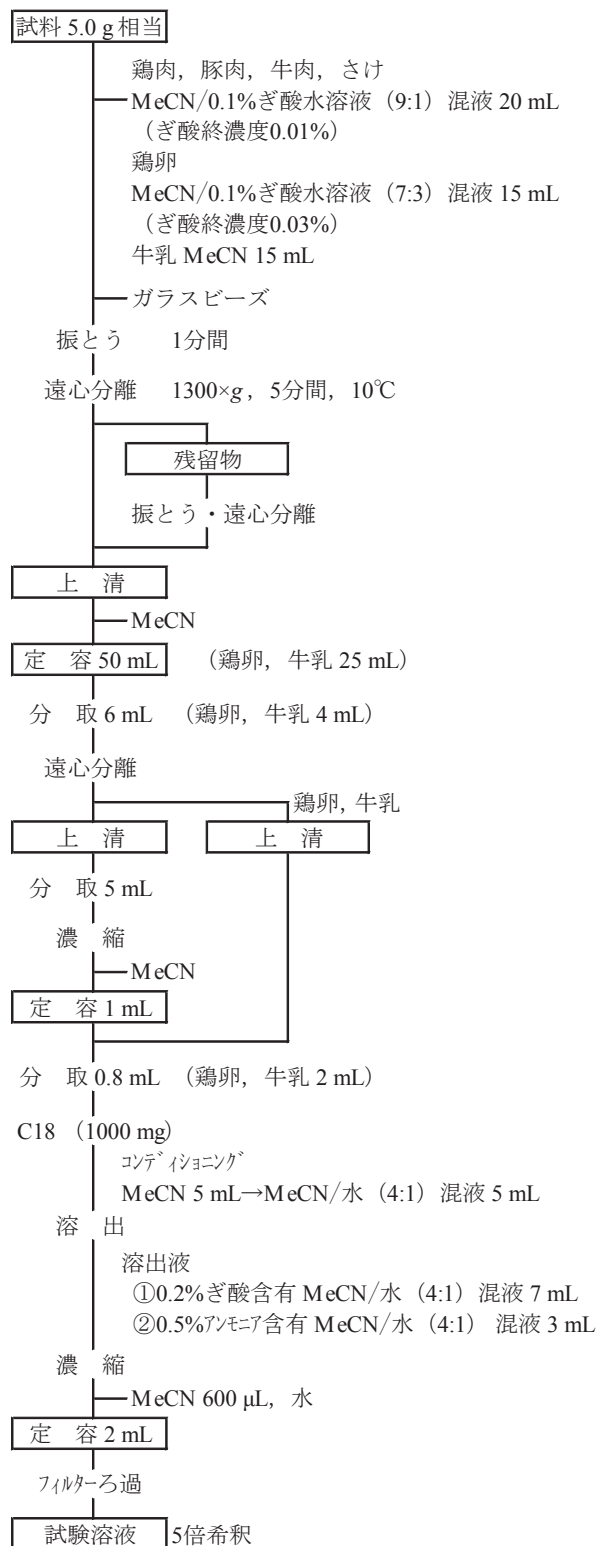 試料 5.0 g 相当
鶏肉，豚肉，牛肉，さけ
MeCN/0.1%ぎ酸水溶液（9:1）混液 20 mL
（ぎ酸終濃度0.01%）
鶏卵
MeCN/0.1%ぎ酸水溶液（7:3）混液 15 mL
（ぎ酸終濃度0.03%）
牛乳 MeCN 15 mL
ガラスビーズ
振とう 1分間
遠心分離 1300×g，5分間，10℃
残留物
振とう・遠心分離
上 清
MeCN
定 容 50 mL （鶏卵，牛乳 25 mL）
分 取 6 mL （鶏卵，牛乳 4 mL）
遠心分離
鶏卵, 牛乳
上 清 上 清
分 取 5 mL
濃 縮
MeCN
定 容 1 mL
分 取 0.8 mL （鶏卵，牛乳 2 mL）
C18 （1000 mg）
ｺﾝﾃﾞｨｼｮﾆﾝｸﾞ
MeCN 5 mL→MeCN/水（4:1）混液 5 mL
溶 出
溶出液
①0.2%ぎ酸含有 MeCN/水（4:1）混液 7 mL
②0.5%ｱﾝﾓﾆｱ含有 MeCN/水（4:1） 混液 3 mL
濃 縮
MeCN 600 μL，水
定 容 2 mL
ﾌｨﾙﾀｰろ過
試験溶液 5倍希釈